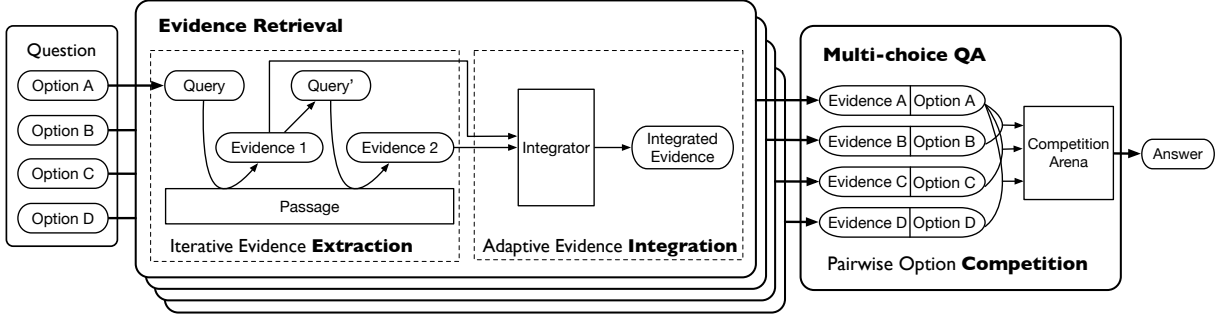 Question
Option A
Option B
Option C
Option D
Evidence Retrieval
Query
Query’
Evidence 1
Evidence 2
Passage
Iterative Evidence Extraction
Integrator
Integrated
Evidence
Adaptive Evidence Integration
Multi-choice QA
Evidence A Option A
Evidence B Option B
Evidence C Option C
Evidence D Option D
Competition
Arena
Pairwise Option Competition
Answer